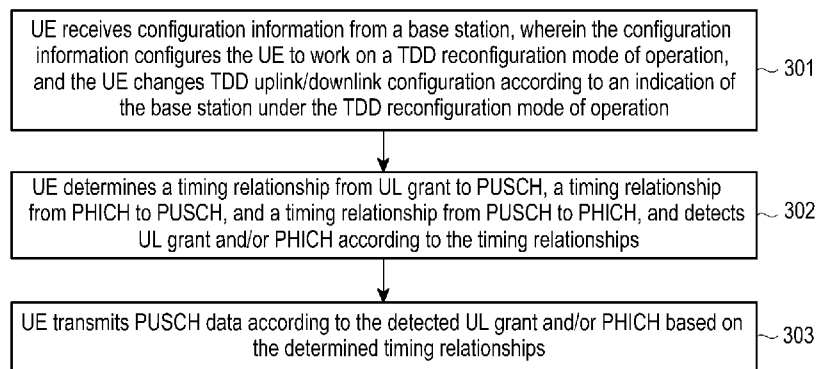 UE receives configuration information from a base station, wherein the configuration
information configures the UE to work on a TDD reconfiguration mode of operation,
and the UE changes TDD uplink/downlink configuration according to an indication of
the base station under the TDD reconfiguration mode of operation
301
UE determines a timing relationship from UL grant to PUSCH, a timing relationship
from PHICH to PUSCH, and a timing relationship from PUSCH to PHICH, and detects
UL grant and/or PHICH according to the timing relationships
302
UE transmits PUSCH data according to the detected UL grant and/or PHICH based on
the determined timing relationships
303